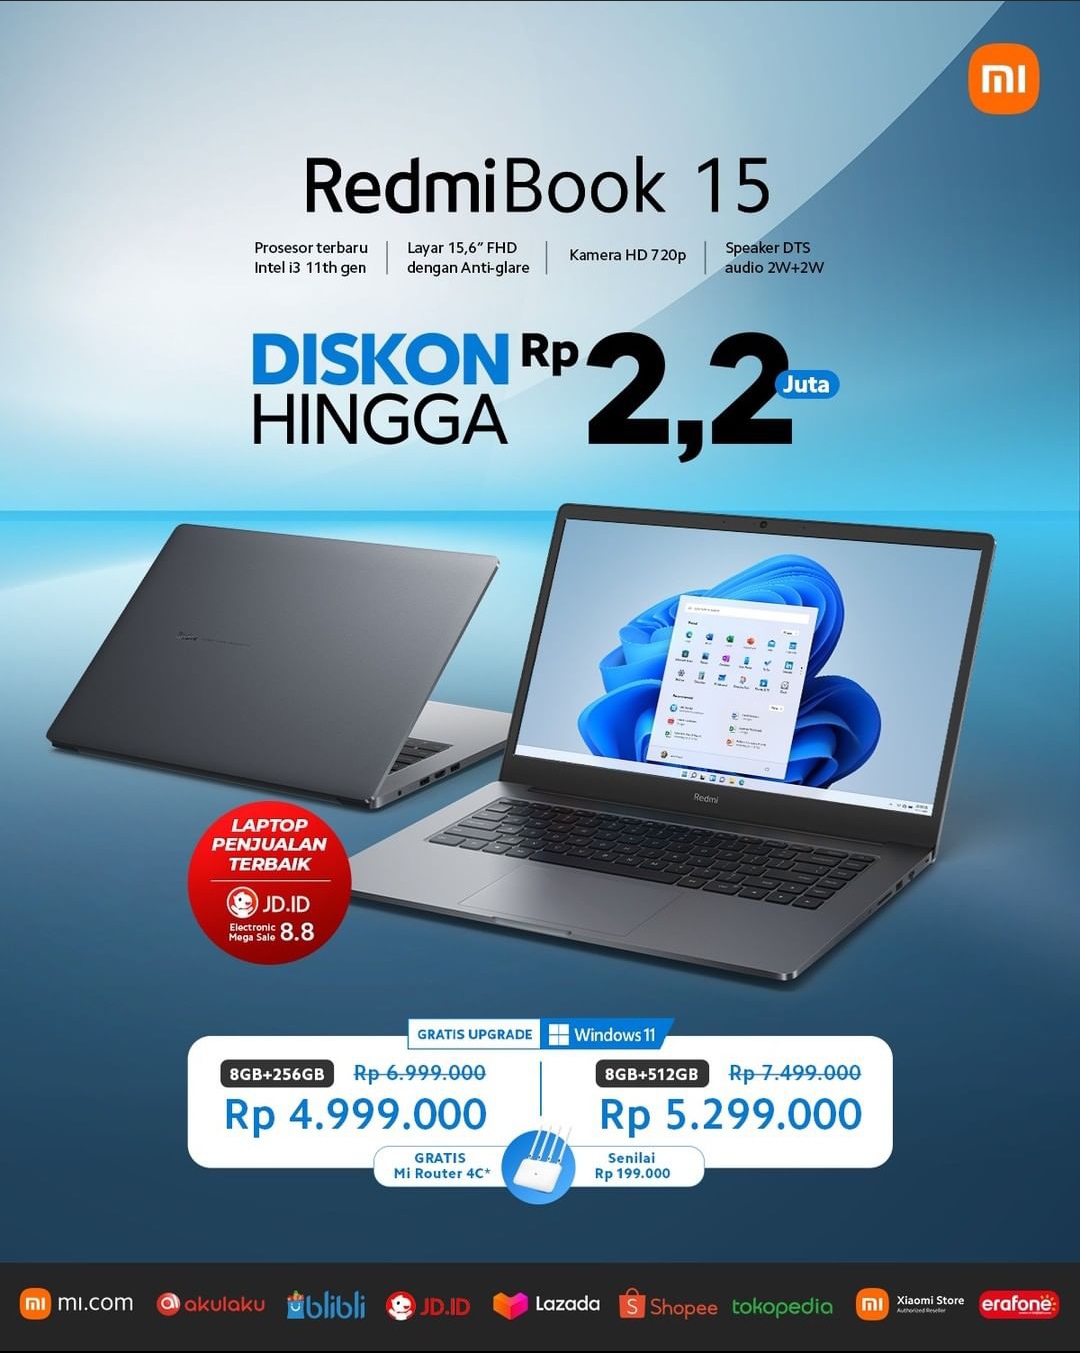 mi
RedmiBook 15
Prosesor terbaru
Intel i3 11th gen
Layar 15,6″ FHD
dengan Anti-glare
Kamera HD 720p
Speaker DTS
audio 2W+2W
DISKON
HINGGA
Rp 2,2 Juta
Redmi
LAPTOP
PENJUALAN
TERBAIK
JD.ID
Electronic
Mega Sale 8.8
GRATIS UPGRADE Windows 11
8GB+256GB Rp 6.999.000
Rp 4.999.000
8GB+512GB Rp 7.499.000
Rp 5.299.000
GRATIS
Mi Router 4C*
Senilai
Rp 199.000
mi mi.com akulaku blibli JD.ID Lazada Shopee tokopedia mi Xiaomi Store erafone
Authorized Reseller